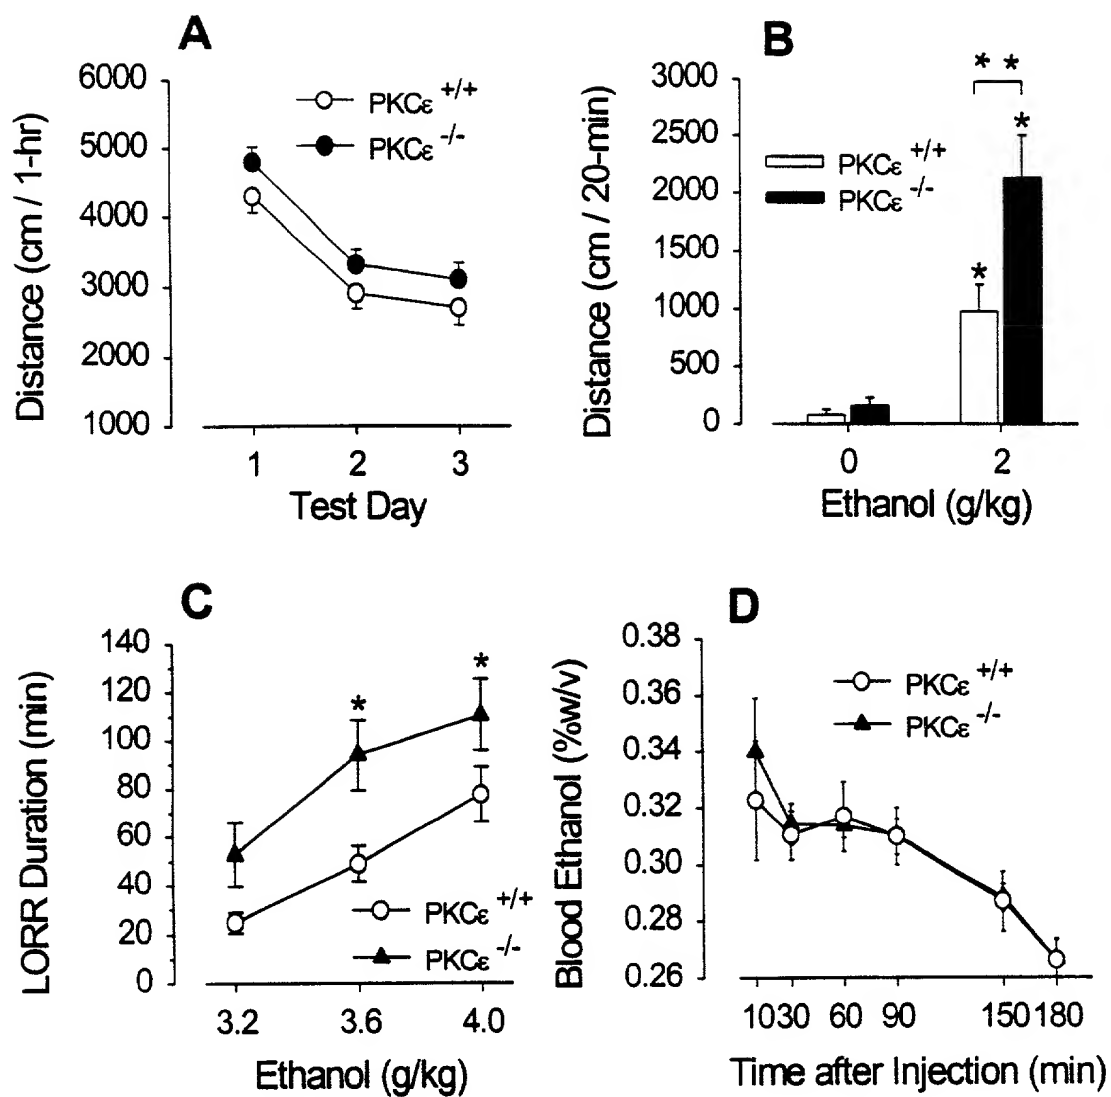 A
Distance (cm / 1-hr)
6000
5000
4000
3000
2000
1000
PKCε +/+
PKCε -/-
1 2 3
Test Day
B
Distance (cm / 20-min)
3000
2500
2000
1500
1000
500
0
* *
*
*
PKCε +/+
PKCε -/-
0 2
Ethanol (g/kg)
C
LORR Duration (min)
140
120
100
80
60
40
20
0
*
*
PKCε +/+
PKCε -/-
3.2 3.6 4.0
Ethanol (g/kg)
D
Blood Ethanol (%w/v)
0.38
0.36
0.34
0.32
0.30
0.28
0.26
PKCε +/+
PKCε -/-
10 30 60 90 150 180
Time after Injection (min)